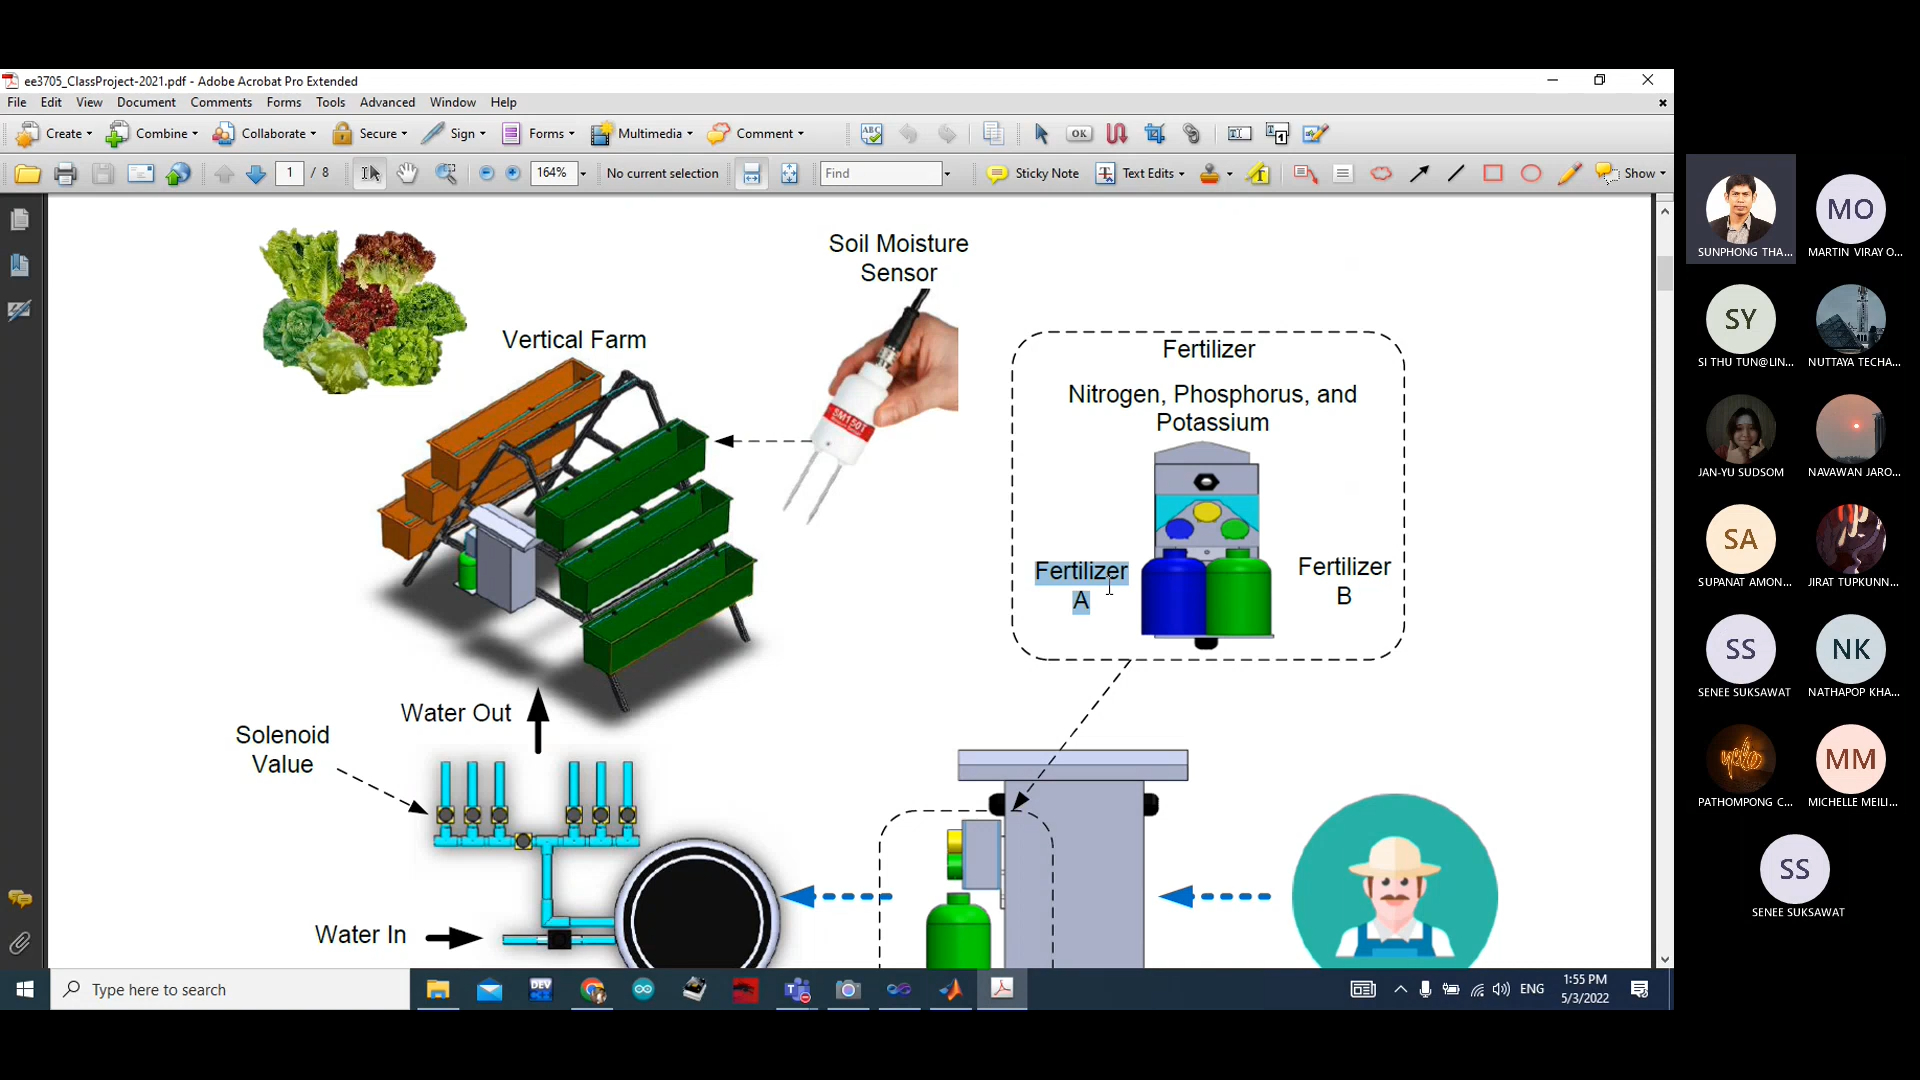 ee3705_ClassProject-2021.pdf - Adobe Acrobat Pro Extended
File Edit View Document Comments Forms Tools Advanced Window Help
Create Combine Collaborate Secure Sign Forms Multimedia Comment ABC OK
1 / 8 164% No current selection Find Sticky Note Text Edits Show
Soil Moisture
Sensor
Vertical Farm
SM150T
Fertilizer
Nitrogen, Phosphorus, and
Potassium
Fertilizer
A
Fertilizer
B
Water Out
Solenoid
Value
Water In
Type here to search
DEV
ENG
1:55 PM
5/3/2022
SUNPHONG THA...
MO
MARTIN VIRAY O...
SY
SI THU TUN@LIN...
NUTTAYA TECHA...
JAN-YU SUDSOM
NAVAWAN JARO...
SA
SUPANAT AMON...
JIRAT TUPKUNN...
SS
SENEE SUKSAWAT
NK
NATHAPOP KHA...
yolo
PATHOMPONG C...
MM
MICHELLE MEILI...
SS
SENEE SUKSAWAT